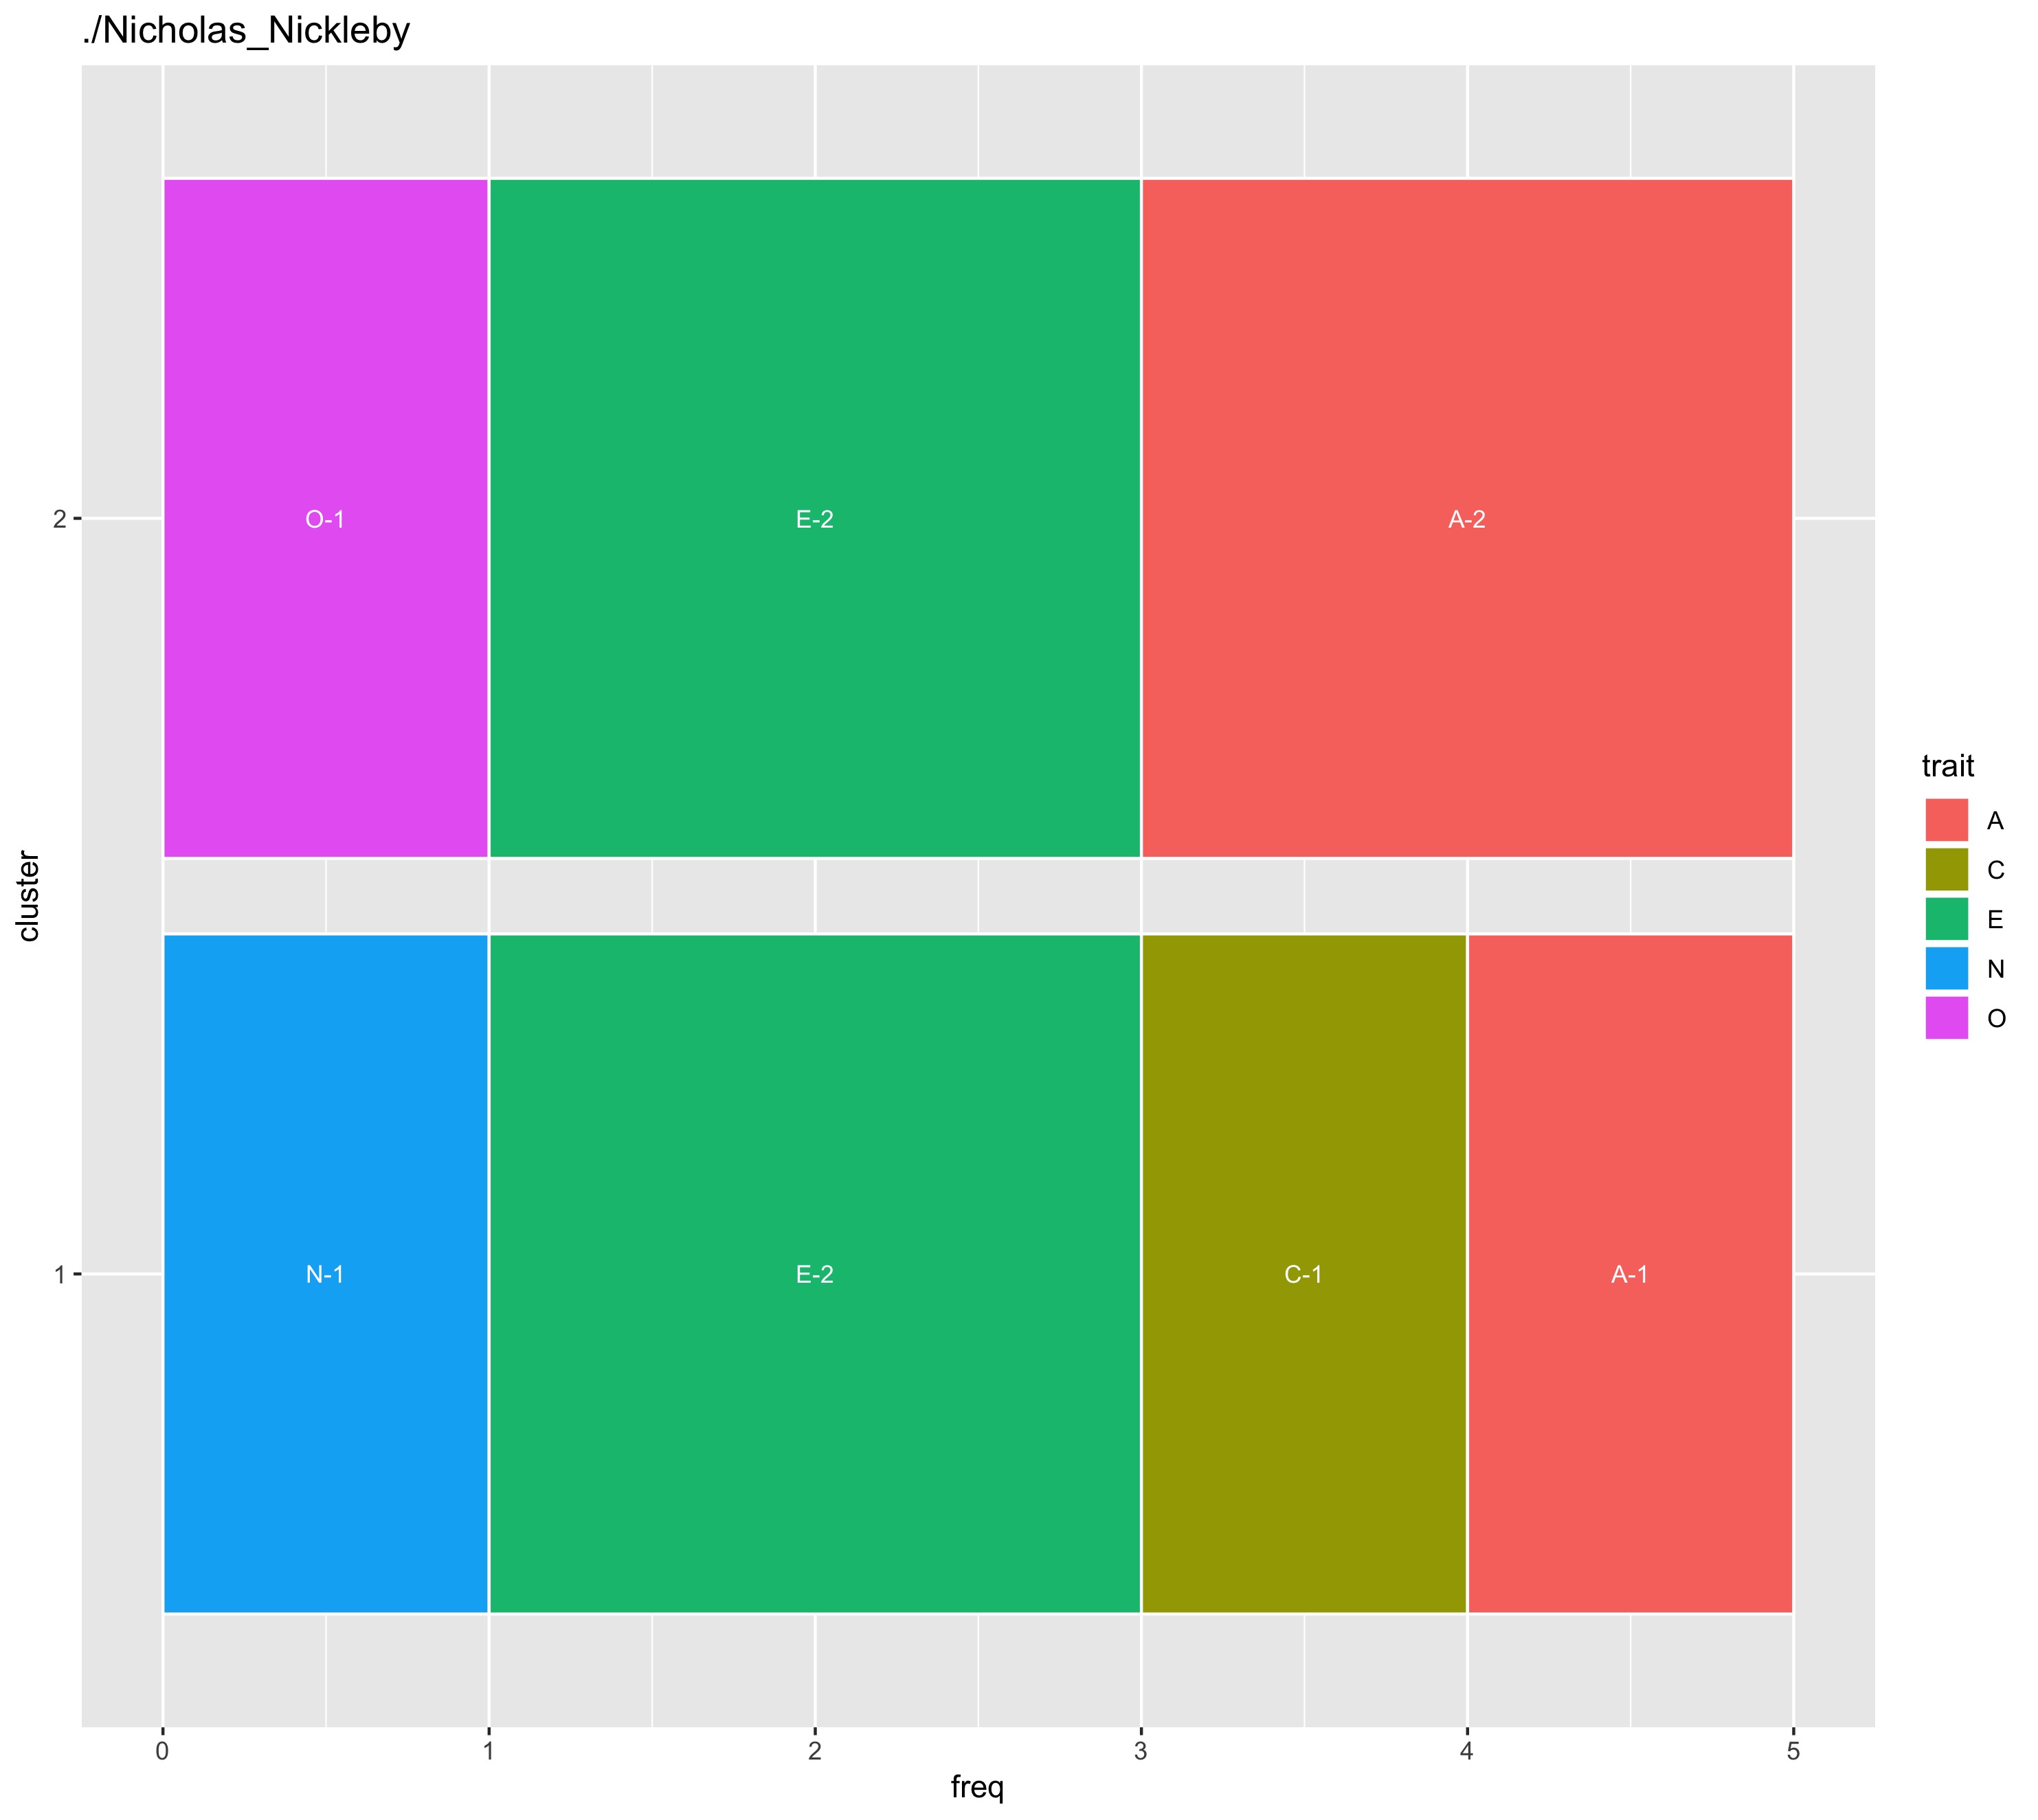 ./Nicholas_Nickleby
cluster
2
O-1 E-2 A-2
1
N-1 E-2 C-1 A-1
0 1 2 3 4 5
freq
trait
A
C
E
N
O